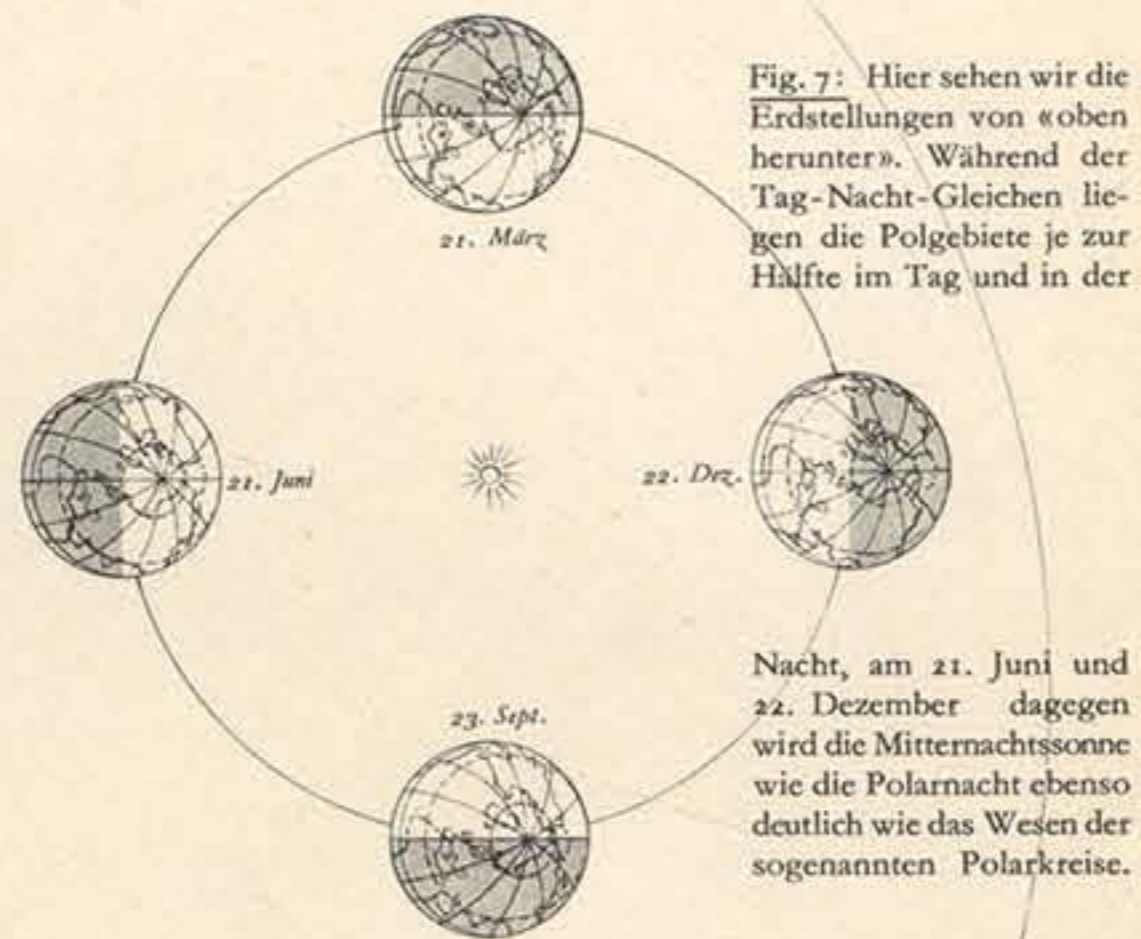 Fig. 7: Hier sehen wir die
Erdstellungen von «oben
herunter». Während der
Tag-Nacht-Gleichen lie-
gen die Polgebiete je zur
Hälfte im Tag und in der
21. März
21. Juni
22. Dez.
23. Sept.
Nacht, am 21. Juni und
22. Dezember dagegen
wird die Mitternachtssonne
wie die Polarnacht ebenso
deutlich wie das Wesen der
sogenannten Polarkreise.